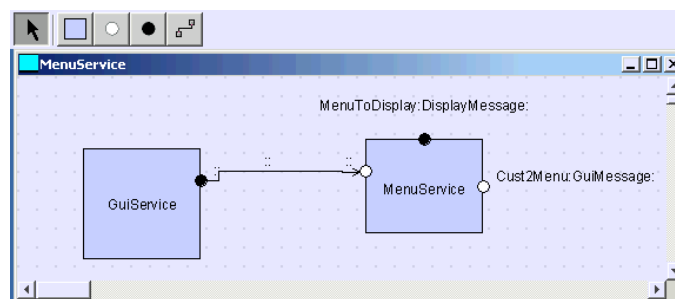 MenuService
MenuToDisplay:DisplayMessage:
::
::
::
GuiService
MenuService
Cust2Menu:GuiMessage: